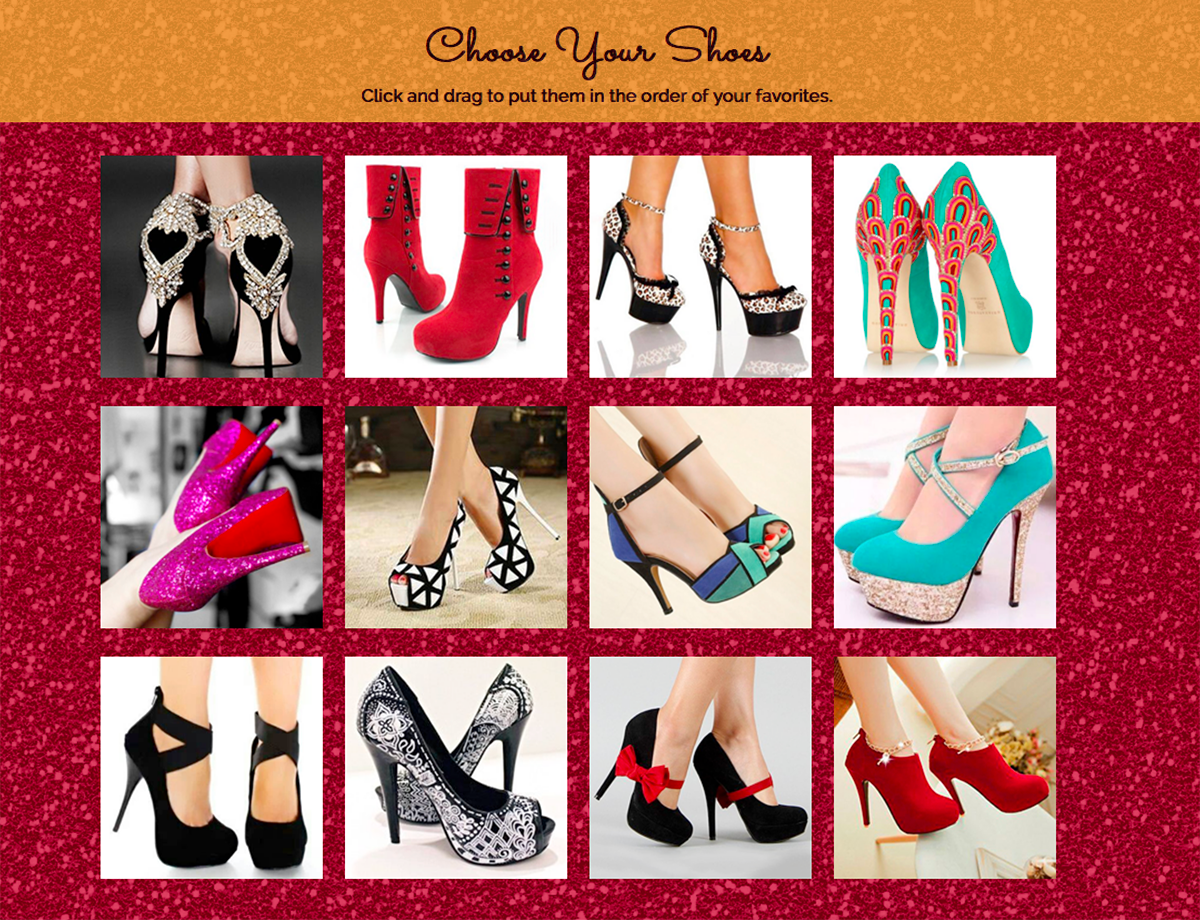 Choose Your Shoes
Click and drag to put them in the order of your favorites.